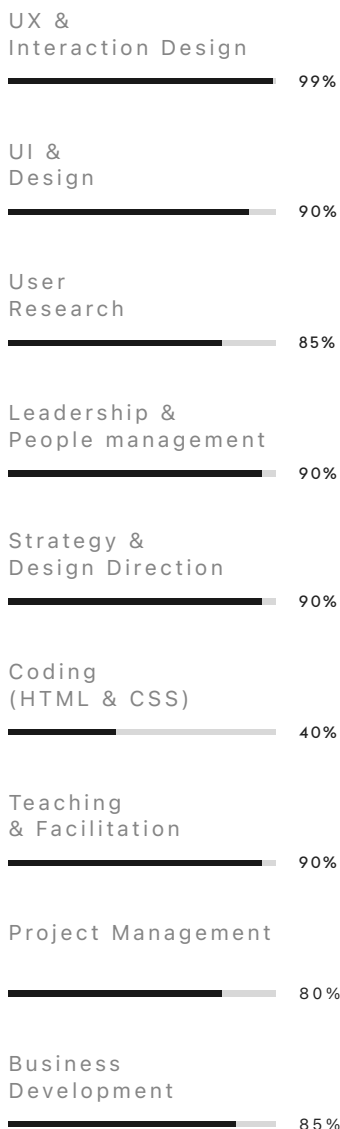 UX &
Interaction Design
99%
UI &
Design
90%
User
Research
85%
Leadership &
People management
90%
Strategy &
Design Direction
90%
Coding
(HTML & CSS)
40%
Teaching
& Facilitation
90%
Project Management
80%
Business
Development
85%